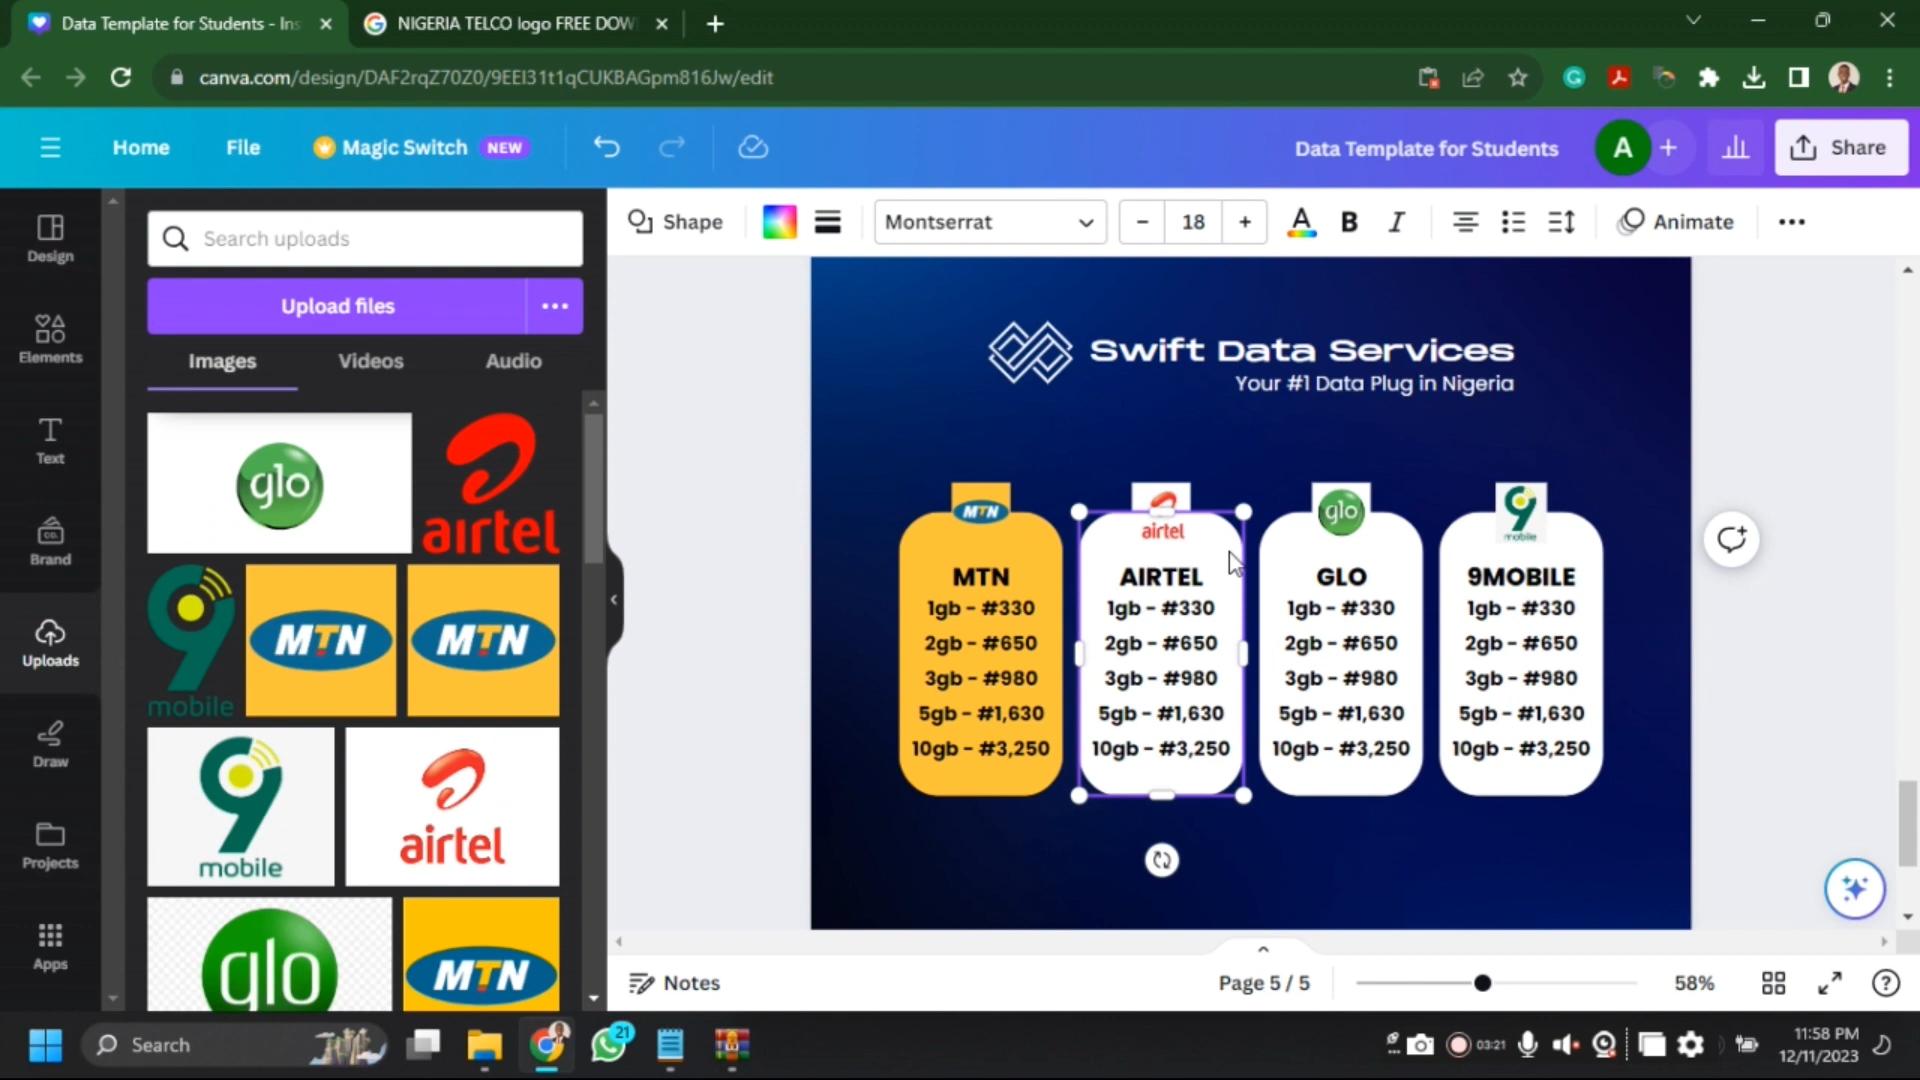 Data Template for Students - Ins
NIGERIA TELCO logo FREE DOW
canva.com/design/DAF2rqZ70Z0/9EEI31t1qCUKBAGpm816Jw/edit
Home
File
Magic Switch
NEW
Data Template for Students
A
Share
Design
Elements
Text
Brand
Uploads
Draw
Projects
Apps
Search uploads
Upload files
Images
Videos
Audio
glo
airtel
mobile
MTN
MTN
mobile
airtel
glo
MTN
Shape
Montserrat
18
A
B
I
Animate
Swift Data Services
Your #1 Data Plug in Nigeria
MTN
airtel
glo
mobile
MTN
1gb - #330
2gb - #650
3gb - #980
5gb - #1,630
10gb - #3,250
AIRTEL
1gb - #330
2gb - #650
3gb - #980
5gb - #1,630
10gb - #3,250
GLO
1gb - #330
2gb - #650
3gb - #980
5gb - #1,630
10gb - #3,250
9MOBILE
1gb - #330
2gb - #650
3gb - #980
5gb - #1,630
10gb - #3,250
Notes
Page 5 / 5
58%
Search
21
03:21
11:58 PM
12/11/2023